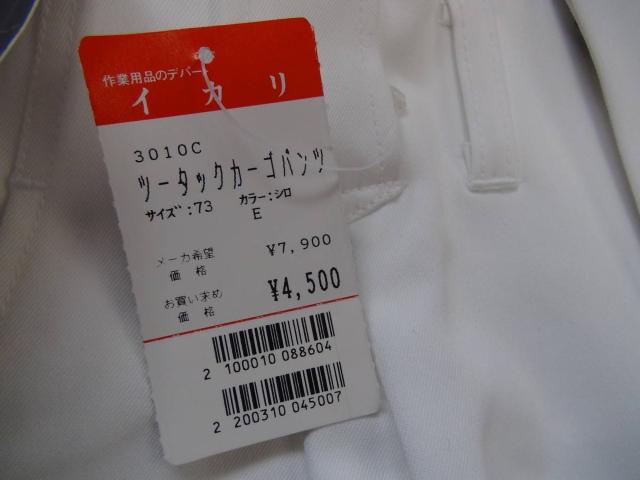 作業用品のデパート
イカリ
3010C
ツータックカーゴパンツ
サイズ:73 カラー:シロ
E
メーカ希望
価格 ¥7,900
お買い求め
価格 ¥4,500
2 100010 088604
2 200310 045007